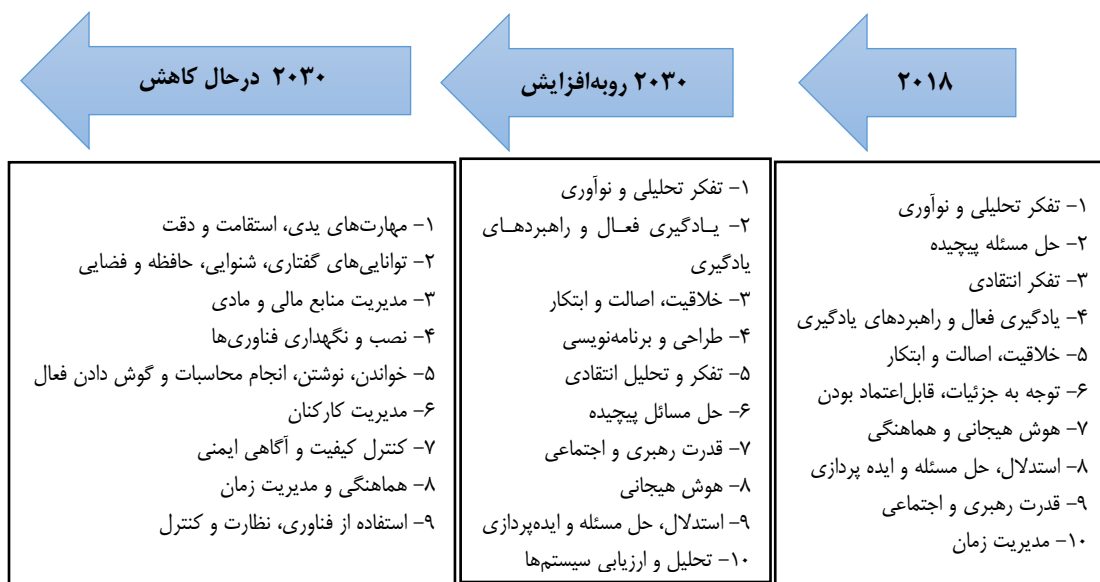 ۲۰۱۸
۱- تفکر تحلیلی و نوآوری
۲- حل مسئله پیچیده
۳- تفکر انتقادی
۴- یادگیری فعال و راهبردهای یادگیری
۵- خلاقیت، اصالت و ابتکار
۶- توجه به جزئیات، قابل‌اعتماد بودن
۷- هوش هیجانی و هماهنگی
۸- استدلال، حل مسئله و ایده پردازی
۹- قدرت رهبری و اجتماعی
۱۰- مدیریت زمان
۲۰۳۰ روبه‌افزایش
۱- تفکر تحلیلی و نوآوری
۲- یـادگیری فعـال و راهبردهـای
یادگیری
۳- خلاقیت، اصالت و ابتکار
۴- طراحی و برنامه‌نویسی
۵- تفکر و تحلیل انتقادی
۶- حل مسائل پیچیده
۷- قدرت رهبری و اجتماعی
۸- هوش هیجانی
۹- استدلال، حل مسئله و ایده‌پردازی
۱۰- تحلیل و ارزیابی سیستم‌ها
۲۰۳۰ درحال کاهش
۱- مهارت‌های یدی، استقامت و دقت
۲- توانایی‌های گفتاری، شنوایی، حافظه و فضایی
۳- مدیریت منابع مالی و مادی
۴- نصب و نگهداری فناوری‌ها
۵- خواندن، نوشتن، انجام محاسبات و گوش دادن فعال
۶- مدیریت کارکنان
۷- کنترل کیفیت و آگاهی ایمنی
۸- هماهنگی و مدیریت زمان
۹- استفاده از فناوری، نظارت و کنترل